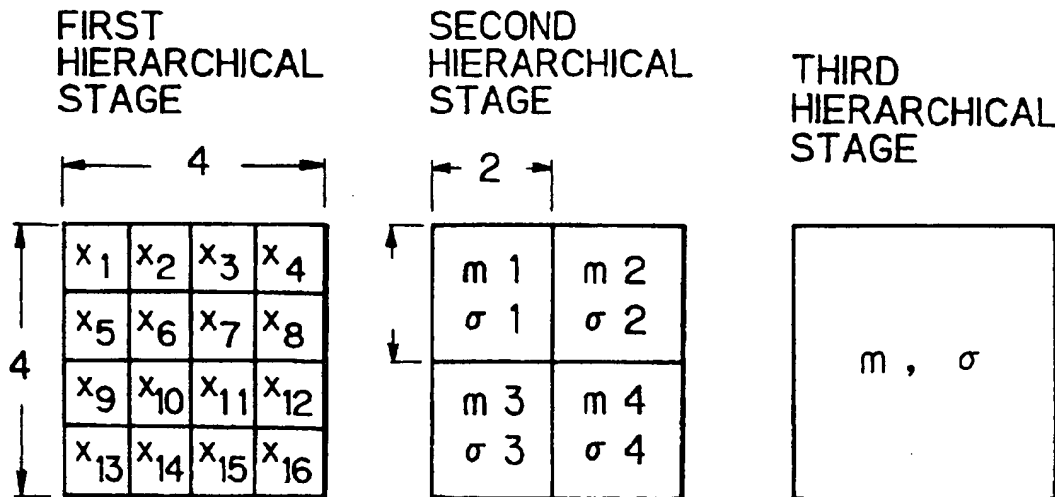 FIRST
HIERARCHICAL
STAGE
4
4
x1 x2 x3 x4
x5 x6 x7 x8
x9 x10 x11 x12
x13 x14 x15 x16
SECOND
HIERARCHICAL
STAGE
2
m 1 m 2
σ 1 σ 2
m 3 m 4
σ 3 σ 4
THIRD
HIERARCHICAL
STAGE
m , σ